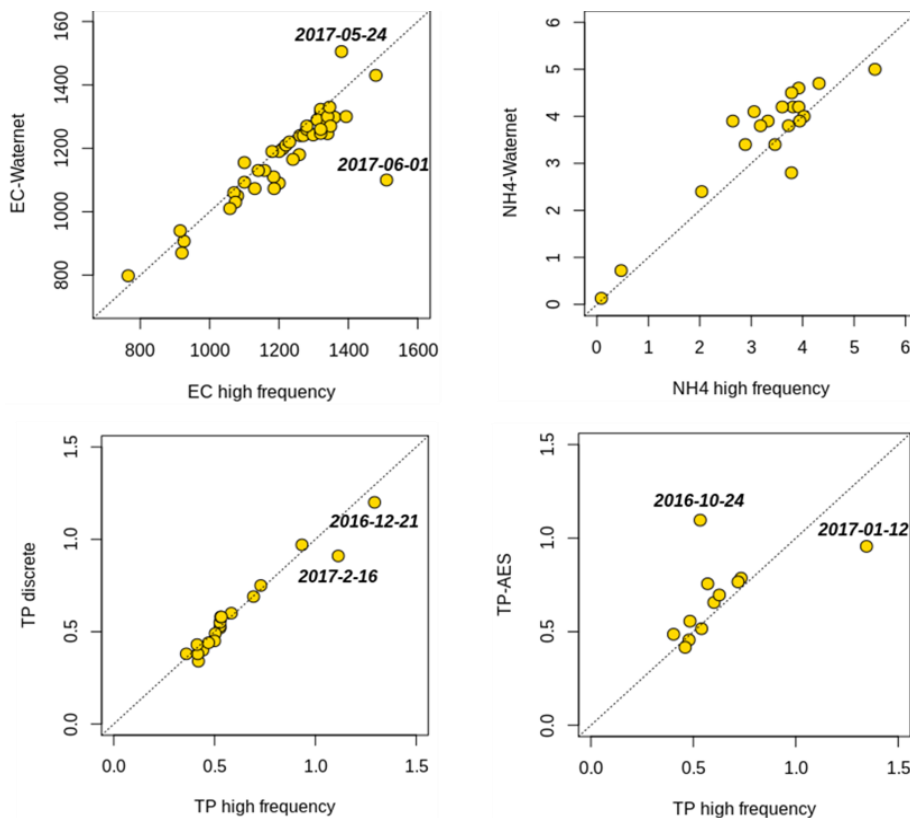 1600
1400
1200
1000
800
EC-Waternet
2017-05-24
2017-06-01
800 1000 1200 1400 1600
EC high frequency
6
5
4
3
2
1
0
NH4-Waternet
0 1 2 3 4 5 6
NH4 high frequency
1.5
1.0
0.5
0.0
TP discrete
2016-12-21
2017-2-16
0.0 0.5 1.0 1.5
TP high frequency
1.5
1.0
0.5
0.0
TP-AES
2016-10-24
2017-01-12
0.0 0.5 1.0 1.5
TP high frequency